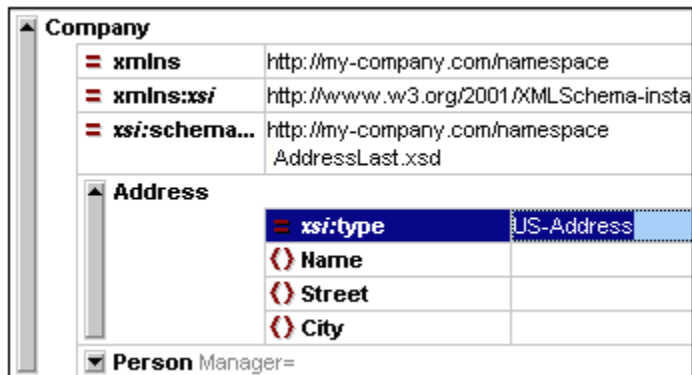 Company
= xmlns http://my-company.com/namespace
= xmlns:xsi http://www.w3.org/2001/XMLSchema-insta
= xsi:schema... http://my-company.com/namespace
AddressLast.xsd
Address
= xsi:type US-Address
{} Name
{} Street
{} City
Person Manager=